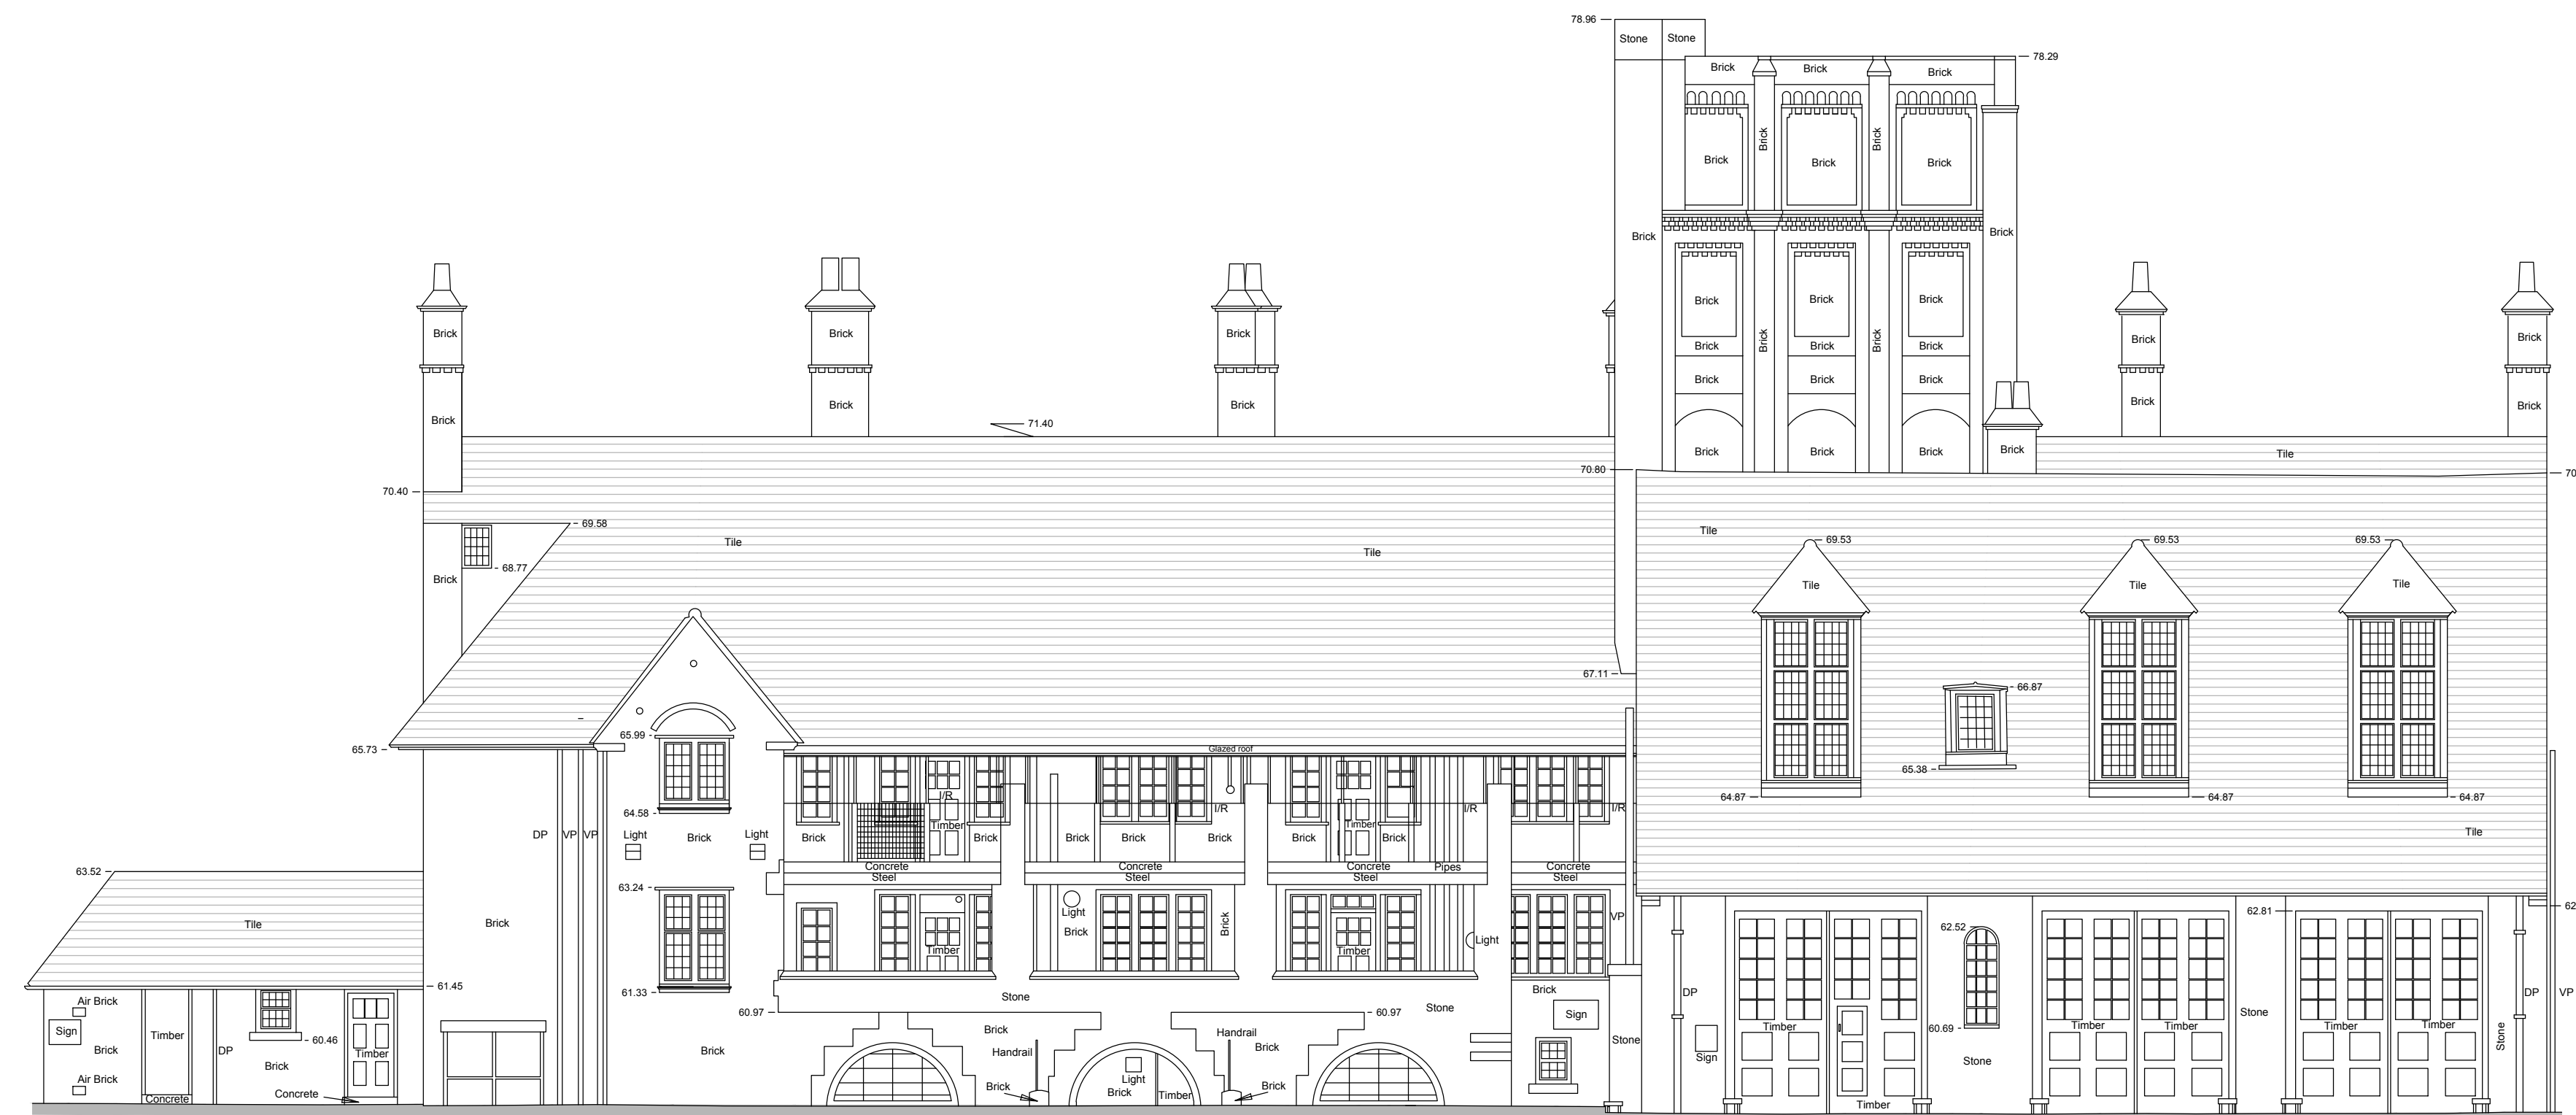 78.96
Stone Stone
78.29
Brick Brick Brick
Brick Brick
Brick Brick Brick
Brick Brick
Brick Brick Brick
Brick Brick Brick Brick Brick
Brick Brick
Brick Brick Brick
Brick Brick Brick
Brick Brick Brick Brick Brick
Brick
71.40
Brick Brick Brick Brick
Tile
70.80
70
70.40
69.58
Tile
Tile
Tile
69.53 69.53 69.53
68.77
Brick
Tile Tile Tile
67.11
66.87
65.99
65.73
Glazed roof
65.38
64.87 64.87 64.87
64.58
I/R I/R I/R I/R
Timber Timber
DP VP VP Light Brick Light
Brick Brick Brick Brick Brick Brick Brick
Tile
Concrete Concrete Concrete Pipes Concrete
Steel Steel Steel Steel
63.52
63.24
Light
Brick Brick
VP
62.81
62
62.52
Tile
Brick
Timber Timber
Light
61.45
61.33
Brick
DP DP VP
Stone
Stone
Air Brick
60.97 60.97
Sign
Stone
Sign
Timber
Brick
Handrail
60.69
Timber Timber Timber Timber Timber
60.46
Stone
Stone
DP
Brick
Timber
Brick
Handrail
Brick
Sign
Stone
Brick
Air Brick
Light
Concrete
Brick
Brick
Timber
Brick
Concrete
Timber